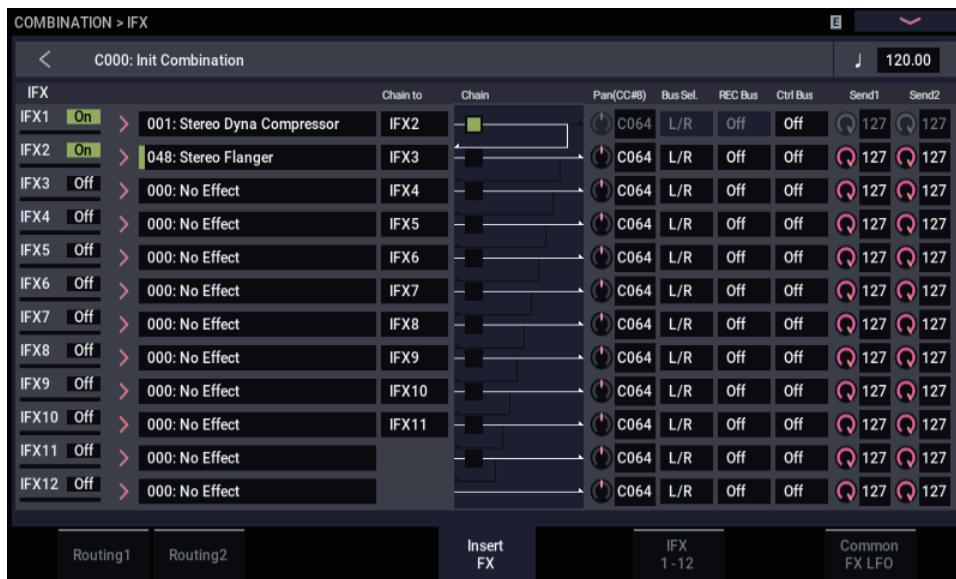 COMBINATION > IFX E
C000: Init Combination ♩ 120.00
IFX Chain to Chain Pan(CC#8) Bus Sel. REC Bus Ctrl Bus Send1 Send2
IFX1 On 001: Stereo Dyna Compressor IFX2 C064 L/R Off Off 127 127
IFX2 On 048: Stereo Flanger IFX3 C064 L/R Off Off 127 127
IFX3 Off 000: No Effect IFX4 C064 L/R Off Off 127 127
IFX4 Off 000: No Effect IFX5 C064 L/R Off Off 127 127
IFX5 Off 000: No Effect IFX6 C064 L/R Off Off 127 127
IFX6 Off 000: No Effect IFX7 C064 L/R Off Off 127 127
IFX7 Off 000: No Effect IFX8 C064 L/R Off Off 127 127
IFX8 Off 000: No Effect IFX9 C064 L/R Off Off 127 127
IFX9 Off 000: No Effect IFX10 C064 L/R Off Off 127 127
IFX10 Off 000: No Effect IFX11 C064 L/R Off Off 127 127
IFX11 Off 000: No Effect C064 L/R Off Off 127 127
IFX12 Off 000: No Effect C064 L/R Off Off 127 127
Routing1 Routing2 Insert FX IFX 1-12 Common FX LFO